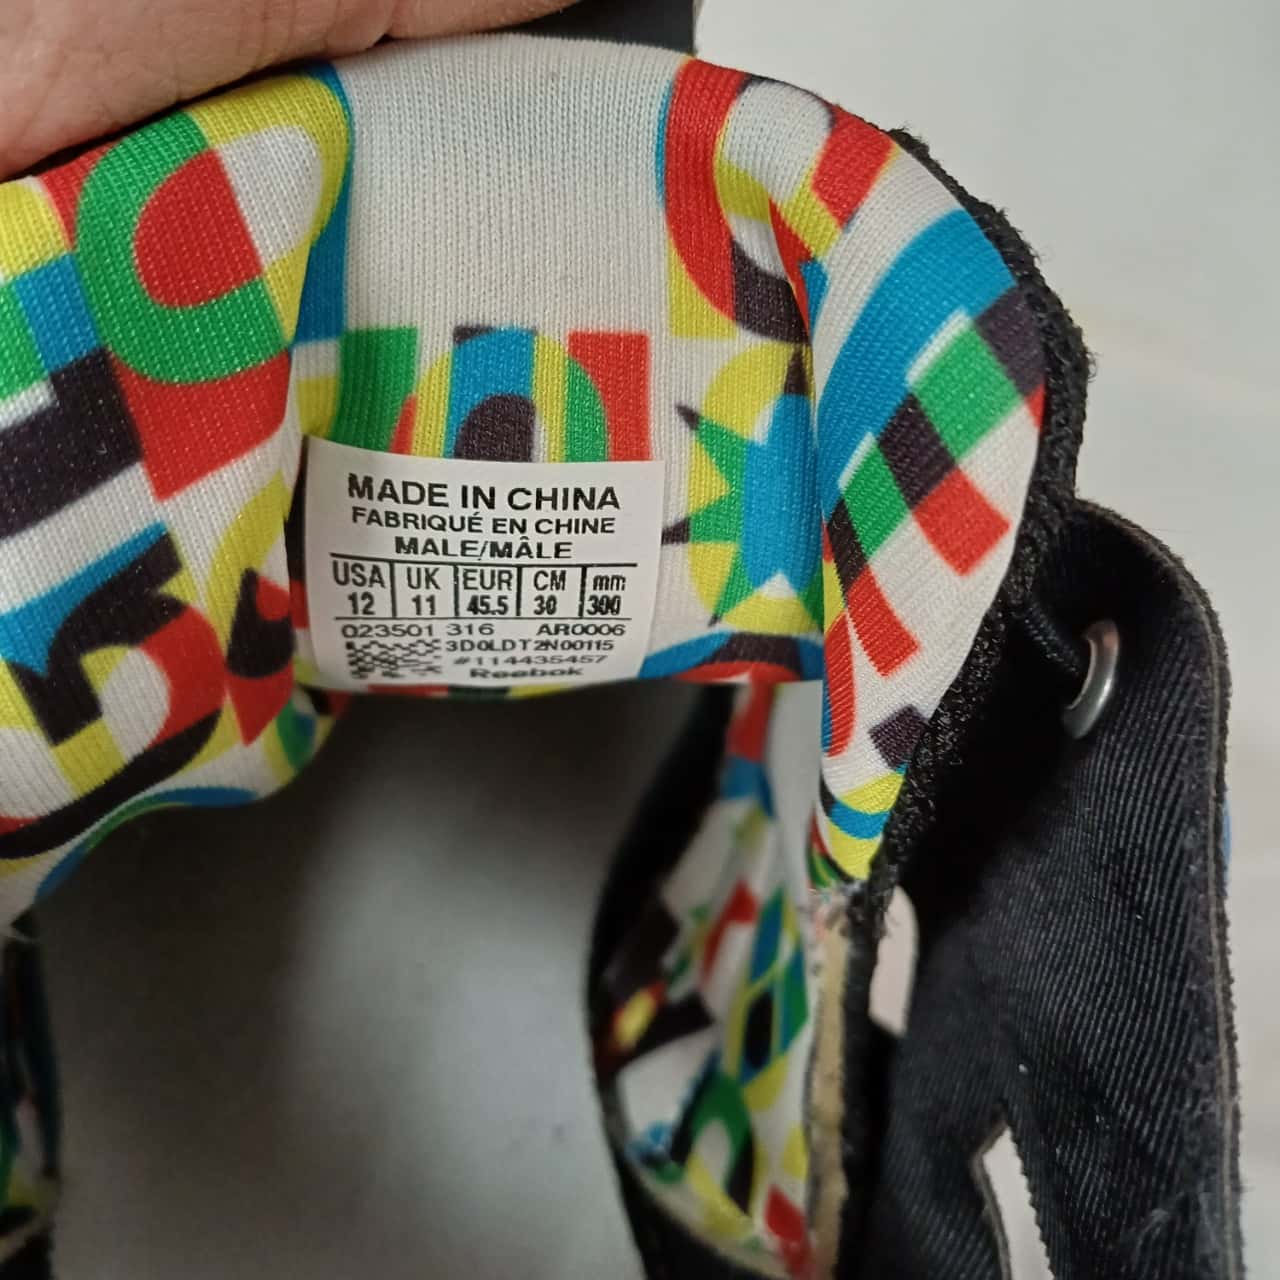 MADE IN CHINA
FABRIQUÉ EN CHINE
MALE/MÂLE
USA UK EUR CM mm
12 11 45.5 30 300
023501 316 AR0006
3D0LDT2N00115
#114435457
Reebok